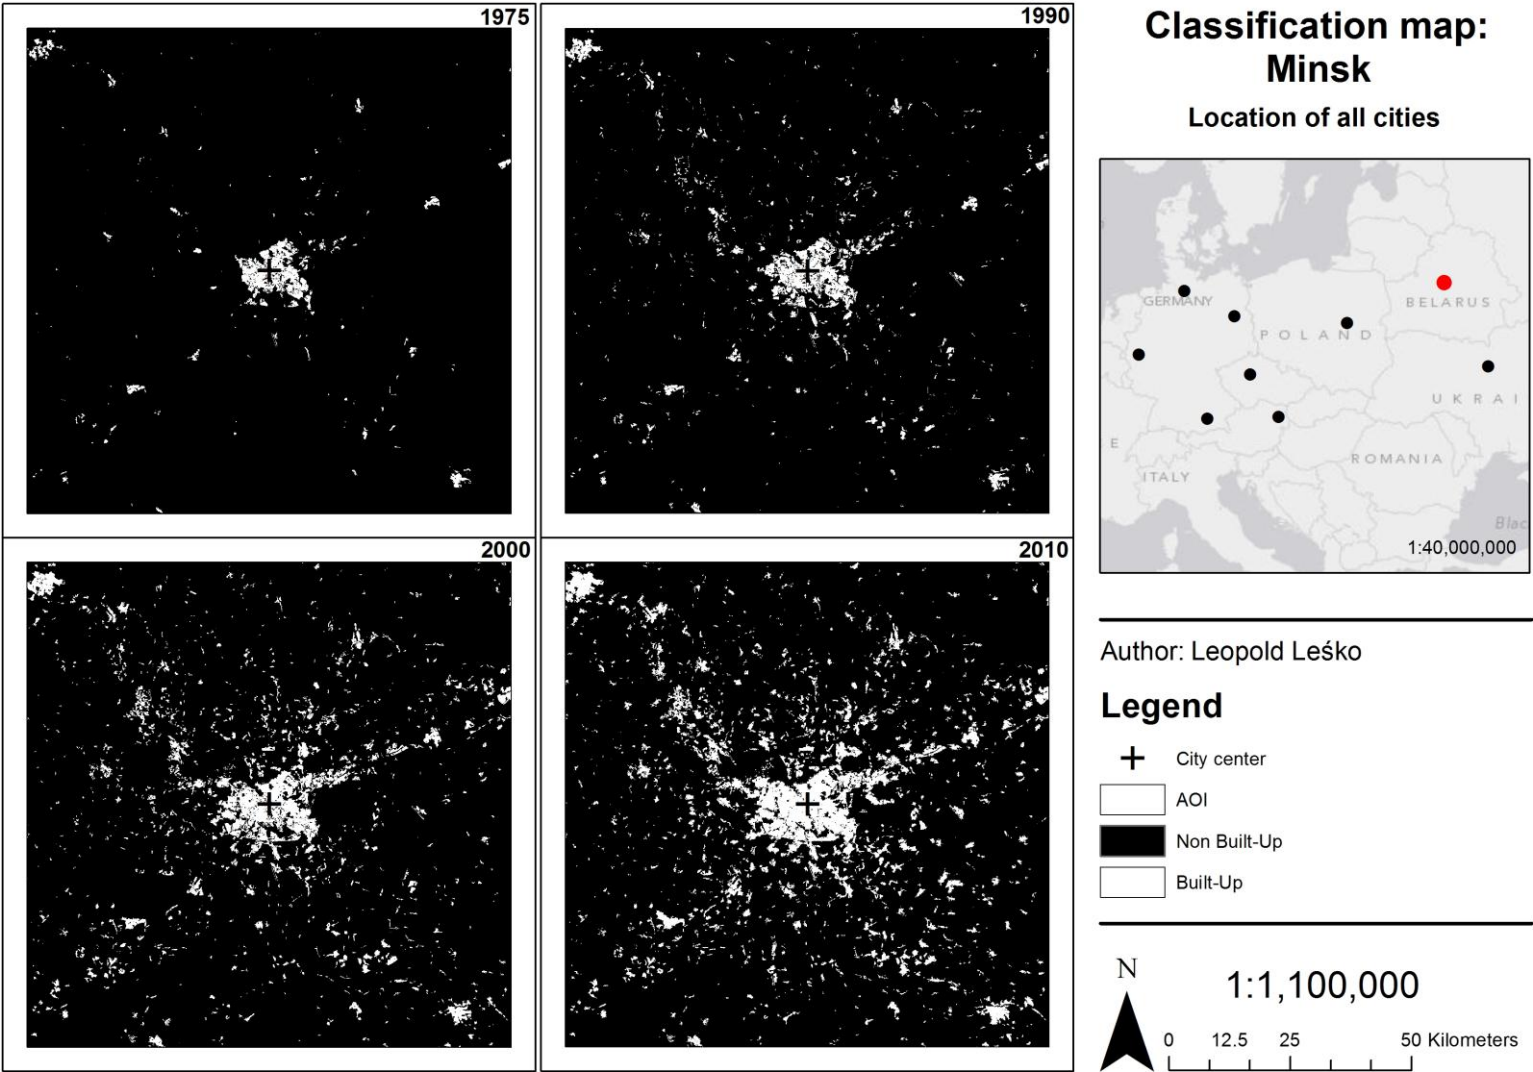 1975
1990
2000
2010
Classification map:
Minsk
Location of all cities
GERMANY
POLAND
BELARUS
UKRAI
E
ITALY
ROMANIA
Blac
1:40,000,000
Author: Leopold Leśko
Legend
City center
AOI
Non Built-Up
Built-Up
N
1:1,100,000
0 12.5 25 50 Kilometers